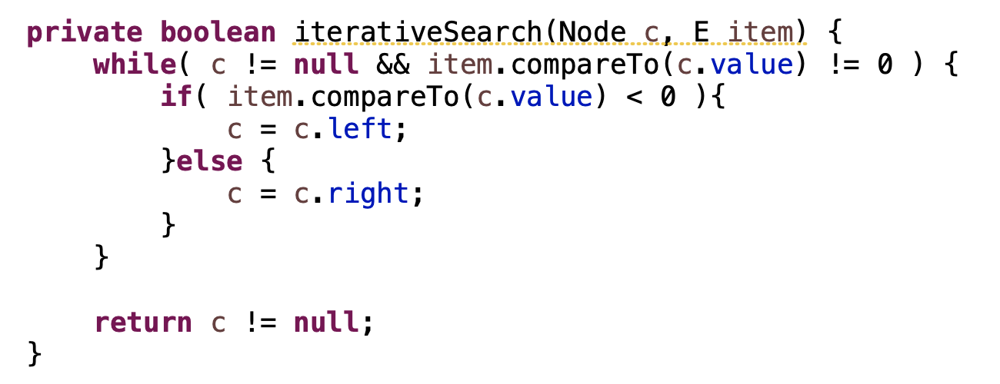 private boolean iterativeSearch(Node c, E item) {
    while( c != null && item.compareTo(c.value) != 0 ) {
        if( item.compareTo(c.value) < 0 ){
            c = c.left;
        }else {
            c = c.right;
        }
    }

    return c != null;
}